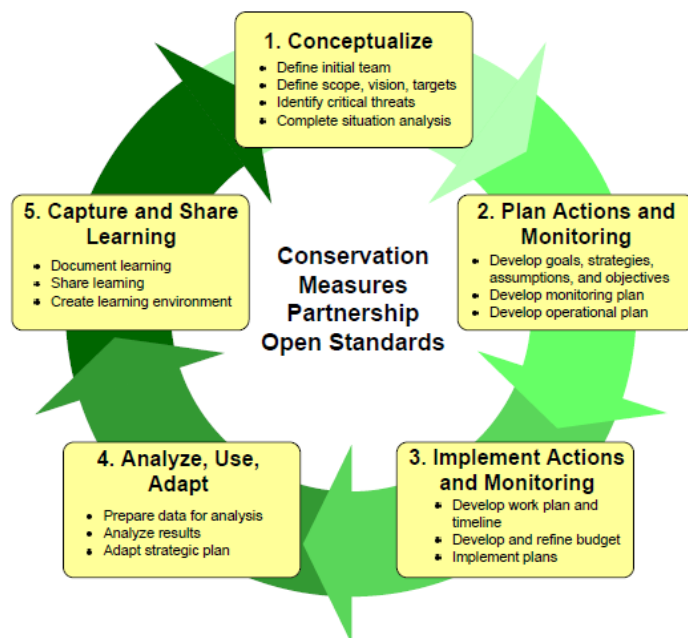 1. Conceptualize
• Define initial team
• Define scope, vision, targets
• Identify critical threats
• Complete situation analysis
2. Plan Actions and
Monitoring
• Develop goals, strategies,
assumptions, and objectives
• Develop monitoring plan
• Develop operational plan
3. Implement Actions
and Monitoring
• Develop work plan and
timeline
• Develop and refine budget
• Implement plans
4. Analyze, Use,
Adapt
• Prepare data for analysis
• Analyze results
• Adapt strategic plan
5. Capture and Share
Learning
• Document learning
• Share learning
• Create learning environment
Conservation
Measures
Partnership
Open Standards